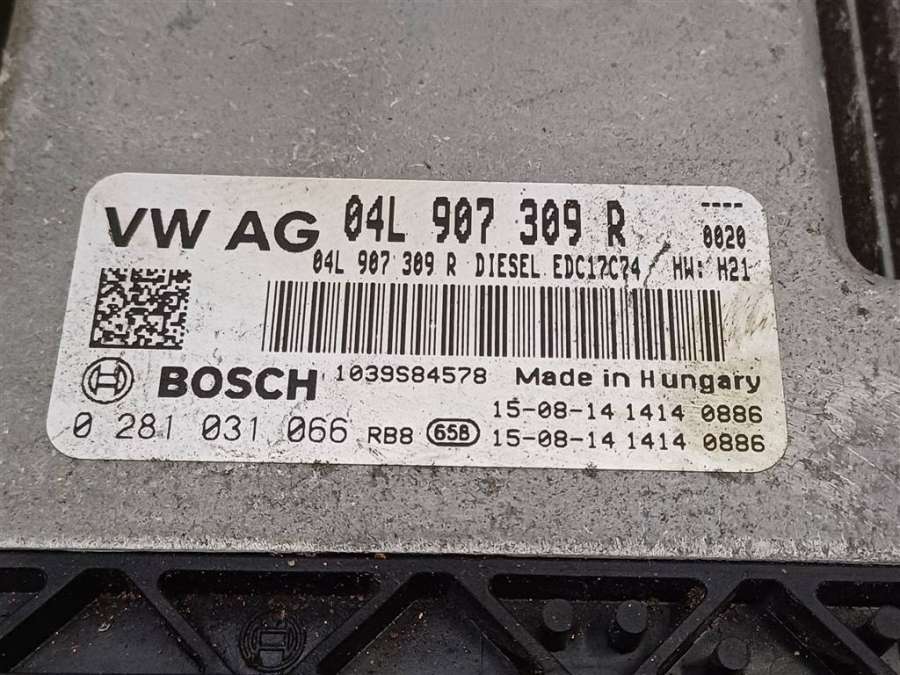 VW AG 04L 907 309 R ----
0020
04L 907 309 R DIESEL EDC17C74 / HW: H21
BOSCH 1039S84578 Made in Hungary
15-08-14 1414 0886
0 281 031 066 RB8 65B 15-08-14 1414 0886